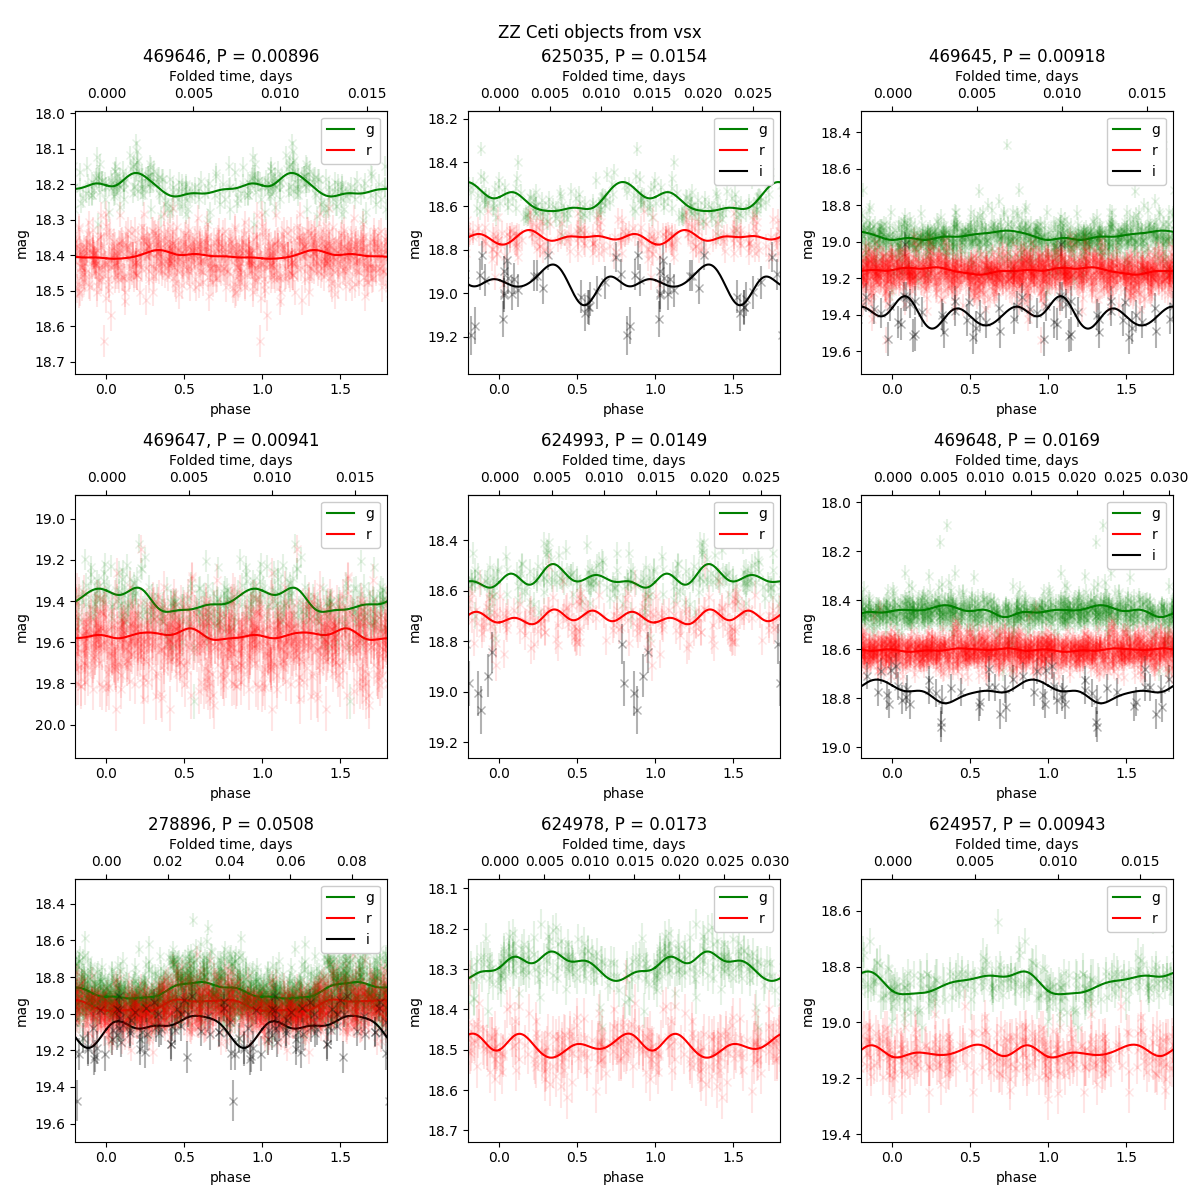 ZZ Ceti objects from vsx
469646, P = 0.00896
Folded time, days
0.000 0.005 0.010 0.015
18.0
18.1
18.2
18.3
18.4
18.5
18.6
18.7
mag
g
r
0.0 0.5 1.0 1.5
phase
625035, P = 0.0154
Folded time, days
0.000 0.005 0.010 0.015 0.020 0.025
18.2
18.4
18.6
18.8
19.0
19.2
mag
g
r
i
0.0 0.5 1.0 1.5
phase
469645, P = 0.00918
Folded time, days
0.000 0.005 0.010 0.015
18.4
18.6
18.8
19.0
19.2
19.4
19.6
mag
g
r
i
0.0 0.5 1.0 1.5
phase
469647, P = 0.00941
Folded time, days
0.000 0.005 0.010 0.015
19.0
19.2
19.4
19.6
19.8
20.0
mag
g
r
0.0 0.5 1.0 1.5
phase
624993, P = 0.0149
Folded time, days
0.000 0.005 0.010 0.015 0.020 0.025
18.4
18.6
18.8
19.0
19.2
mag
g
r
0.0 0.5 1.0 1.5
phase
469648, P = 0.0169
Folded time, days
0.000 0.005 0.010 0.015 0.020 0.025 0.030
18.0
18.2
18.4
18.6
18.8
19.0
mag
g
r
i
0.0 0.5 1.0 1.5
phase
278896, P = 0.0508
Folded time, days
0.00 0.02 0.04 0.06 0.08
18.4
18.6
18.8
19.0
19.2
19.4
19.6
mag
g
r
i
0.0 0.5 1.0 1.5
phase
624978, P = 0.0173
Folded time, days
0.000 0.005 0.010 0.015 0.020 0.025 0.030
18.1
18.2
18.3
18.4
18.5
18.6
18.7
mag
g
r
0.0 0.5 1.0 1.5
phase
624957, P = 0.00943
Folded time, days
0.000 0.005 0.010 0.015
18.6
18.8
19.0
19.2
19.4
mag
g
r
0.0 0.5 1.0 1.5
phase